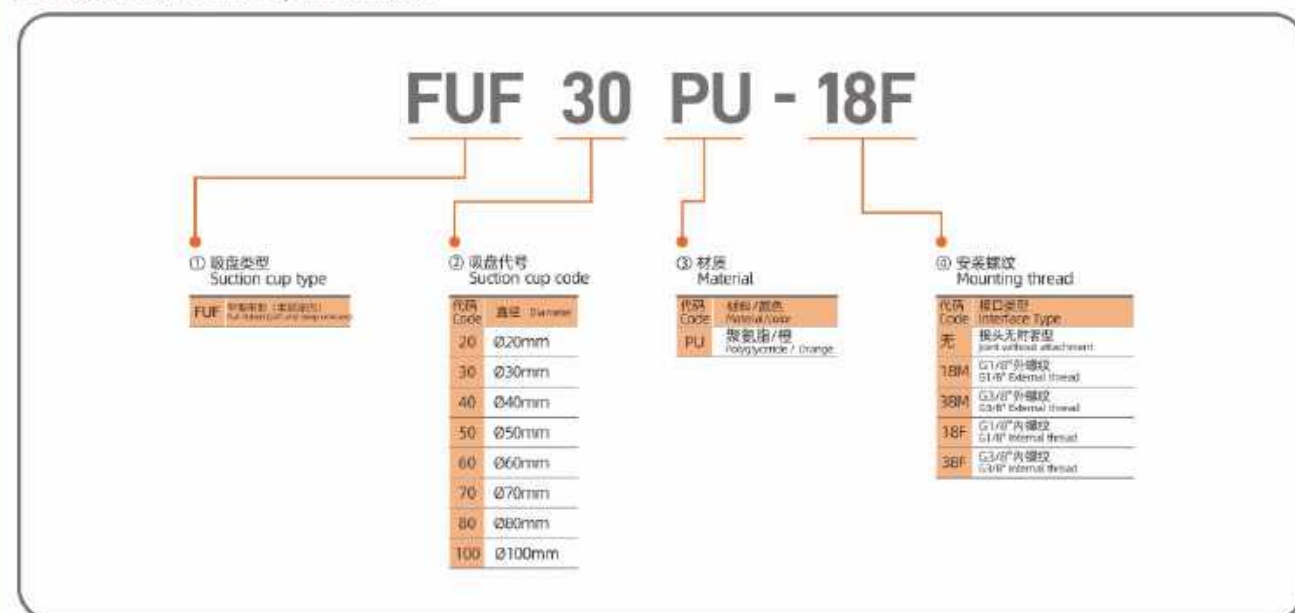 FUF 30 PU - 18F
① 吸盘类型
Suction cup type
FUF
② 吸盘代号
Suction cup code
代码 直径 Diameter
Code
20 Ø20mm
30 Ø30mm
40 Ø40mm
50 Ø50mm
60 Ø60mm
70 Ø70mm
80 Ø80mm
100 Ø100mm
③ 材质
Material
代码 材料/颜色
Code Material/color
PU 聚氨脂/橙
Polyglyceride / Orange
④ 安装螺纹
Mounting thread
代码 接口类型
Code Interface Type
无 接头无附着型
Joint without attachment
18M G1/8"外螺纹
G1/8" External thread
38M G3/8"外螺纹
G3/8" External thread
18F G1/8"内螺纹
G1/8" Internal thread
38F G3/8"内螺纹
G3/8" Internal thread